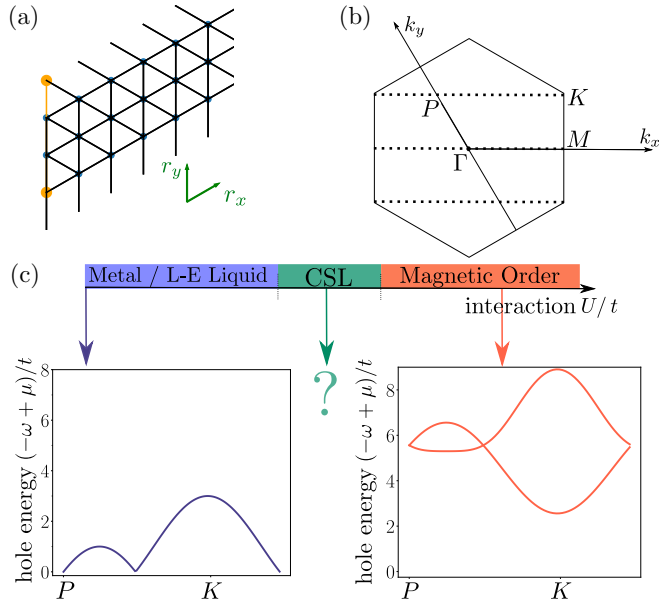 (a)
r_y
r_x
(b)
k_y
P
K
Γ
M
k_x
(c)
Metal / L-E Liquid
CSL
Magnetic Order
interaction U/t
?
hole energy (−ω + μ)/t
8
6
4
2
0
P
K
hole energy (−ω + μ)/t
8
6
4
2
0
P
K